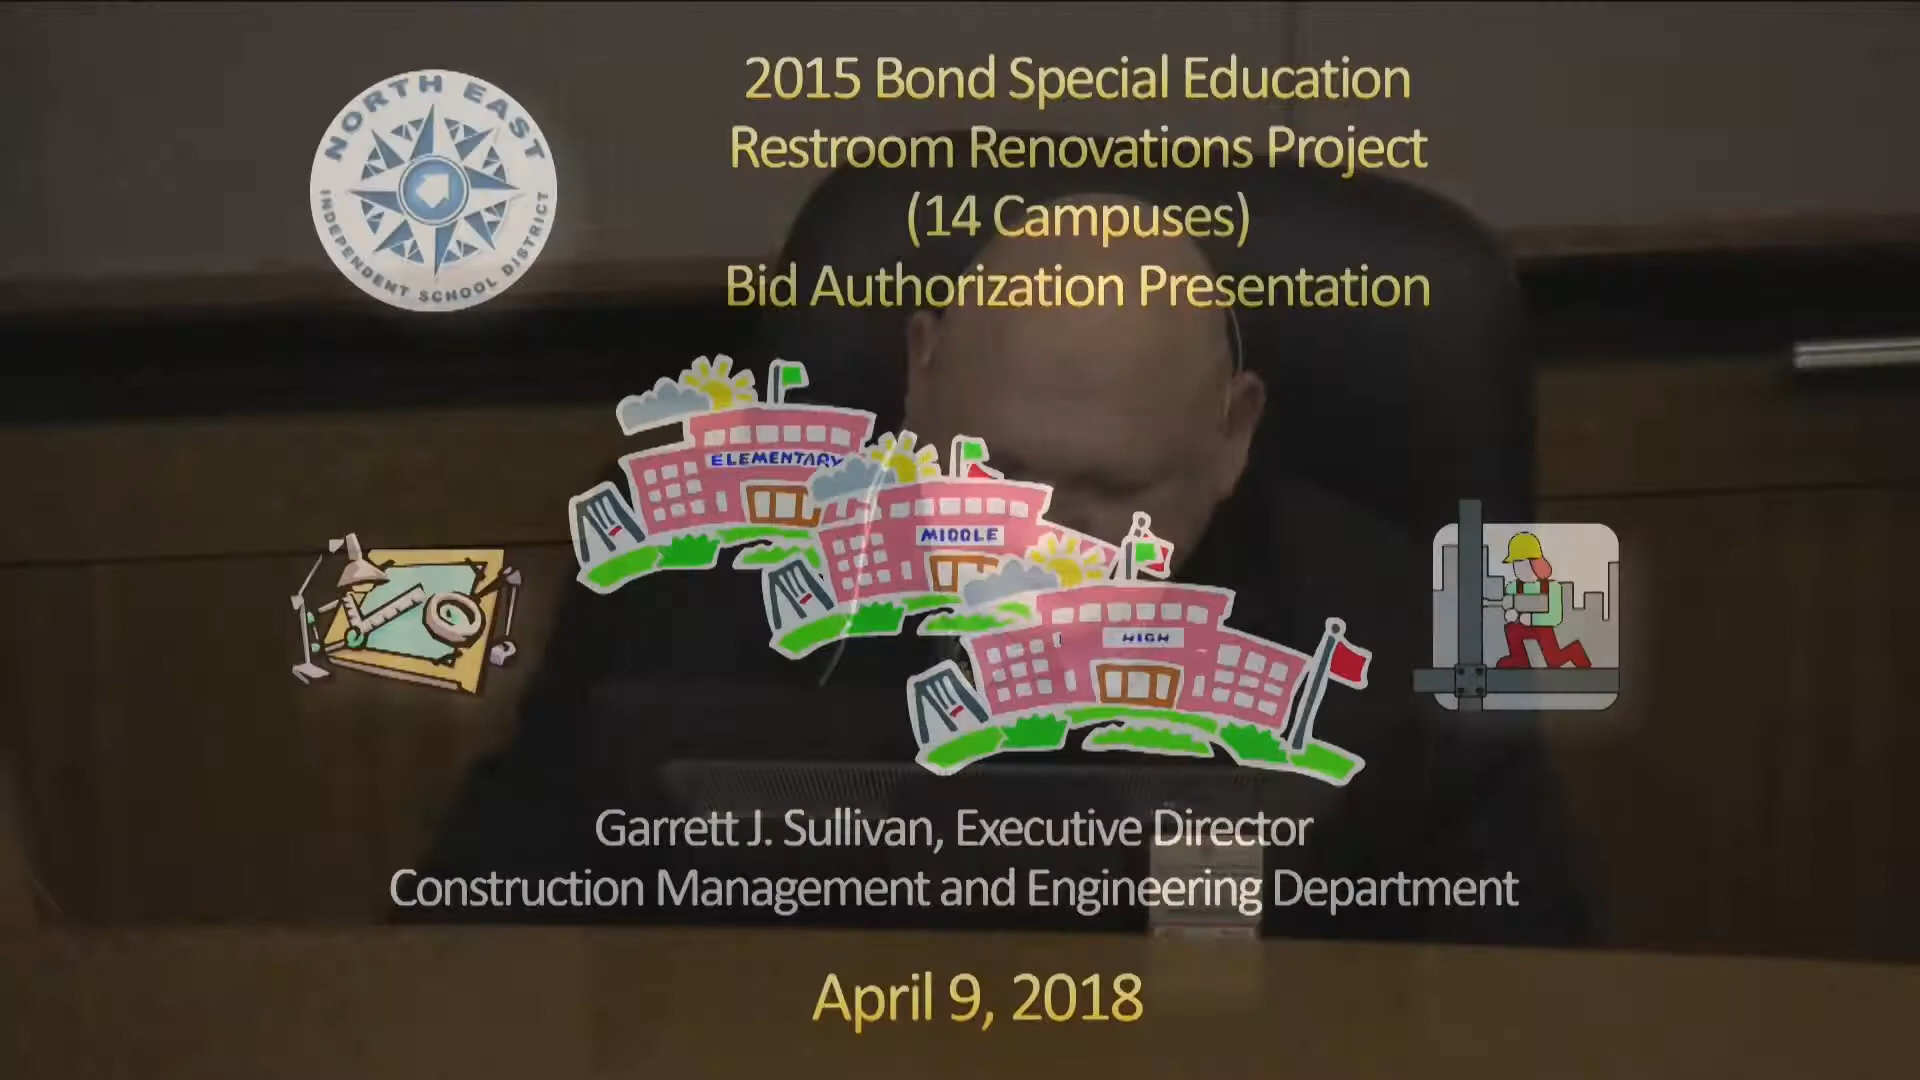 NORTH EAST
INDEPENDENT SCHOOL DISTRICT
2015 Bond Special Education
Restroom Renovations Project
(14 Campuses)
Bid Authorization Presentation
ELEMENTARY
MIDDLE
HIGH
Garrett J. Sullivan, Executive Director
Construction Management and Engineering Department
April 9, 2018